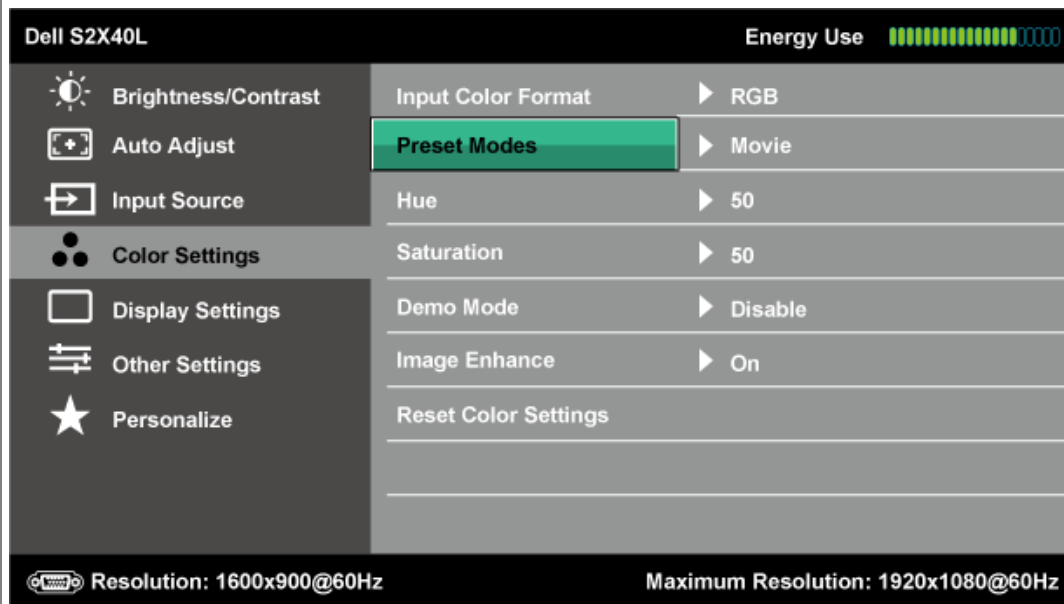 Dell S2X40L Energy Use
Brightness/Contrast
Auto Adjust
Input Source
Color Settings
Display Settings
Other Settings
Personalize
Input Color Format RGB
Preset Modes Movie
Hue 50
Saturation 50
Demo Mode Disable
Image Enhance On
Reset Color Settings
Resolution: 1600x900@60Hz Maximum Resolution: 1920x1080@60Hz